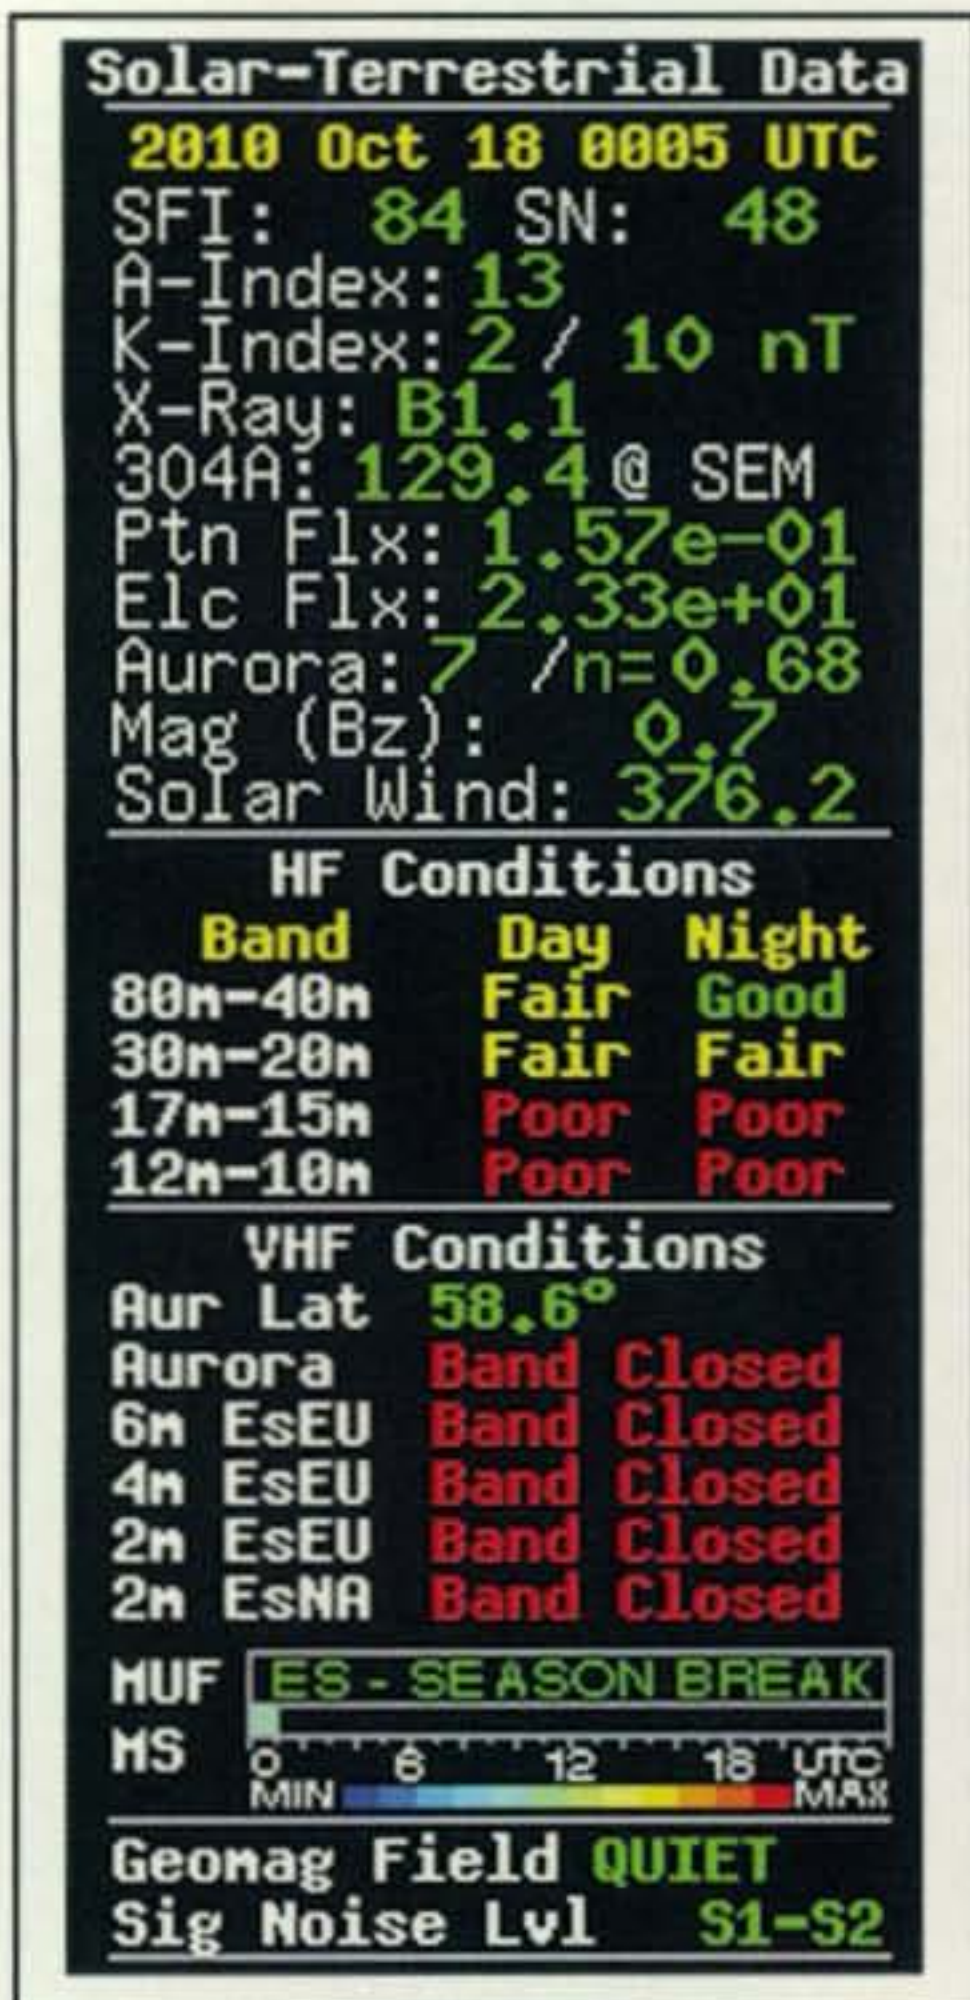 Solar-Terrestrial Data
2010 Oct 18 0005 UTC
SFI: 84 SN: 48
A-Index: 13
K-Index: 2 / 10 nT
X-Ray: B1.1
304A: 129.4 @ SEM
Ptn Flx: 1.57e-01
Elc Flx: 2.33e+01
Aurora: 7 /n=0.68
Mag (Bz): 0.7
Solar Wind: 376.2
HF Conditions
Band Day Night
80m-40m Fair Good
30m-20m Fair Fair
17m-15m Poor Poor
12m-10m Poor Poor
VHF Conditions
Aur Lat 58.6°
Aurora Band Closed
6m EsEU Band Closed
4m EsEU Band Closed
2m EsEU Band Closed
2m EsNA Band Closed
MUF ES - SEASON BREAK
MS
0 6 12 18 UTC
MIN MAX
Geomag Field QUIET
Sig Noise Lvl S1-S2